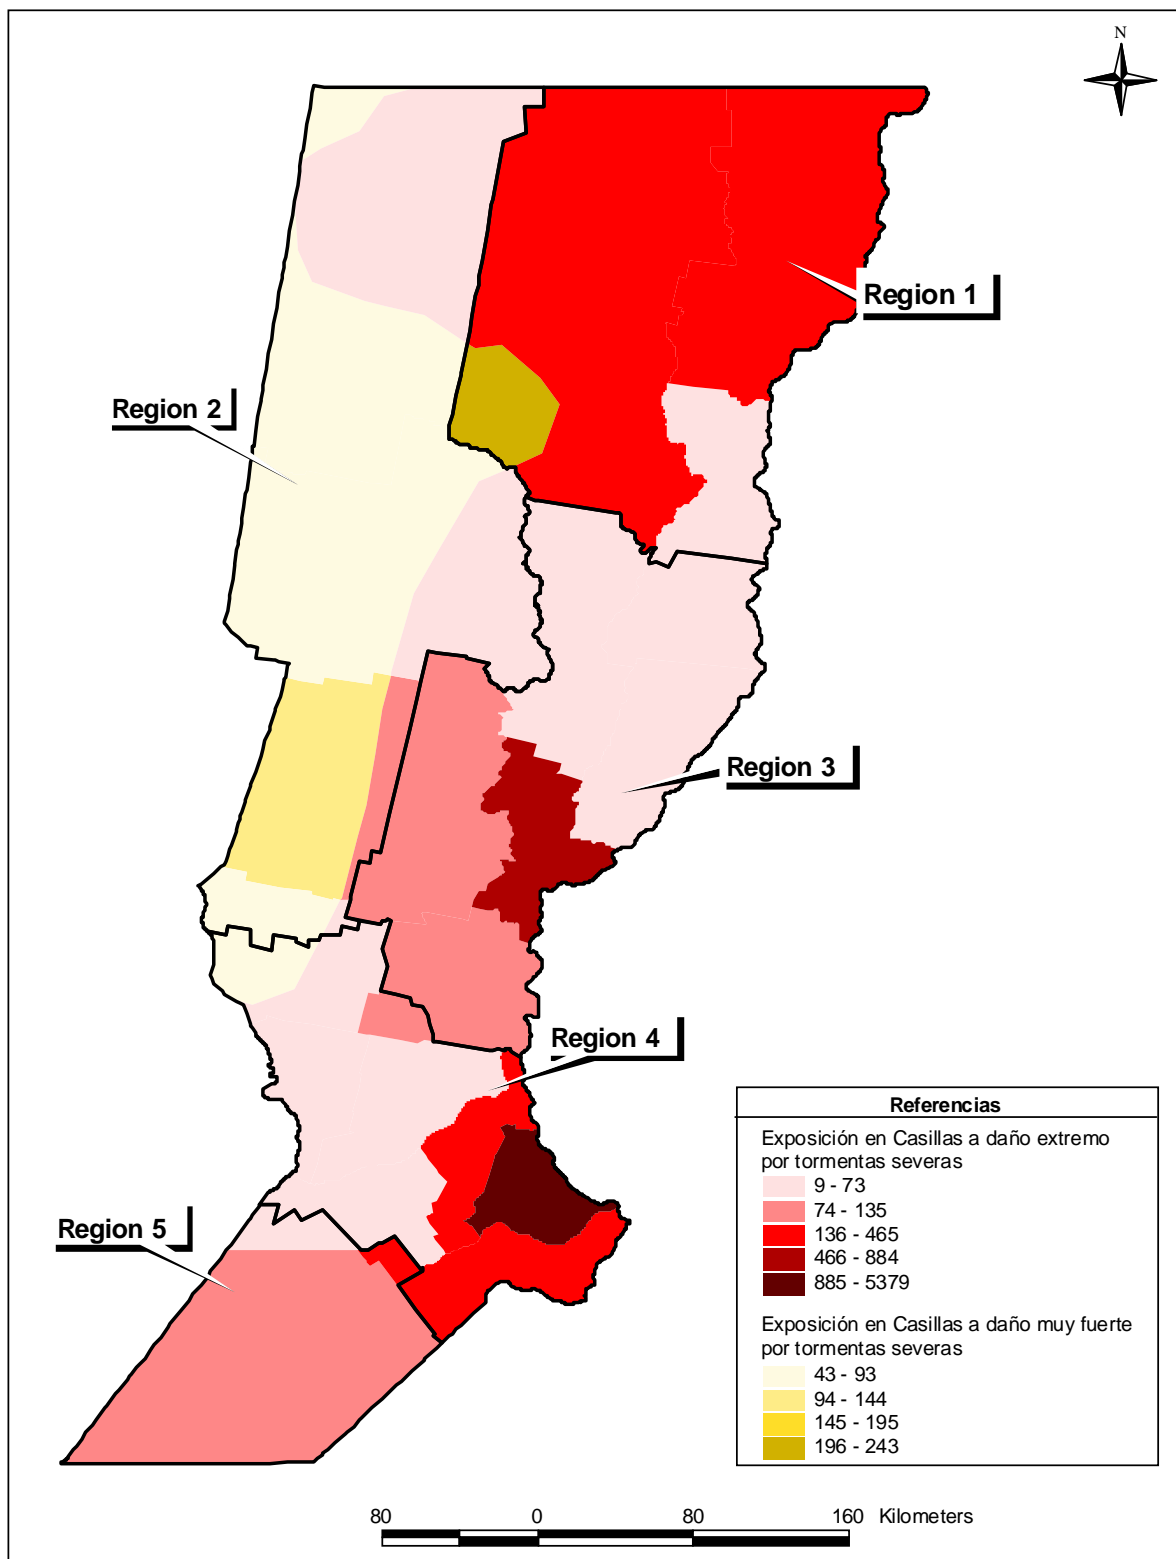 N
Region 1
Region 2
Region 3
Region 4
Region 5
Referencias
Exposición en Casillas a daño extremo
por tormentas severas
9 - 73
74 - 135
136 - 465
466 - 884
885 - 5379
Exposición en Casillas a daño muy fuerte
por tormentas severas
43 - 93
94 - 144
145 - 195
196 - 243
80 0 80 160 Kilometers